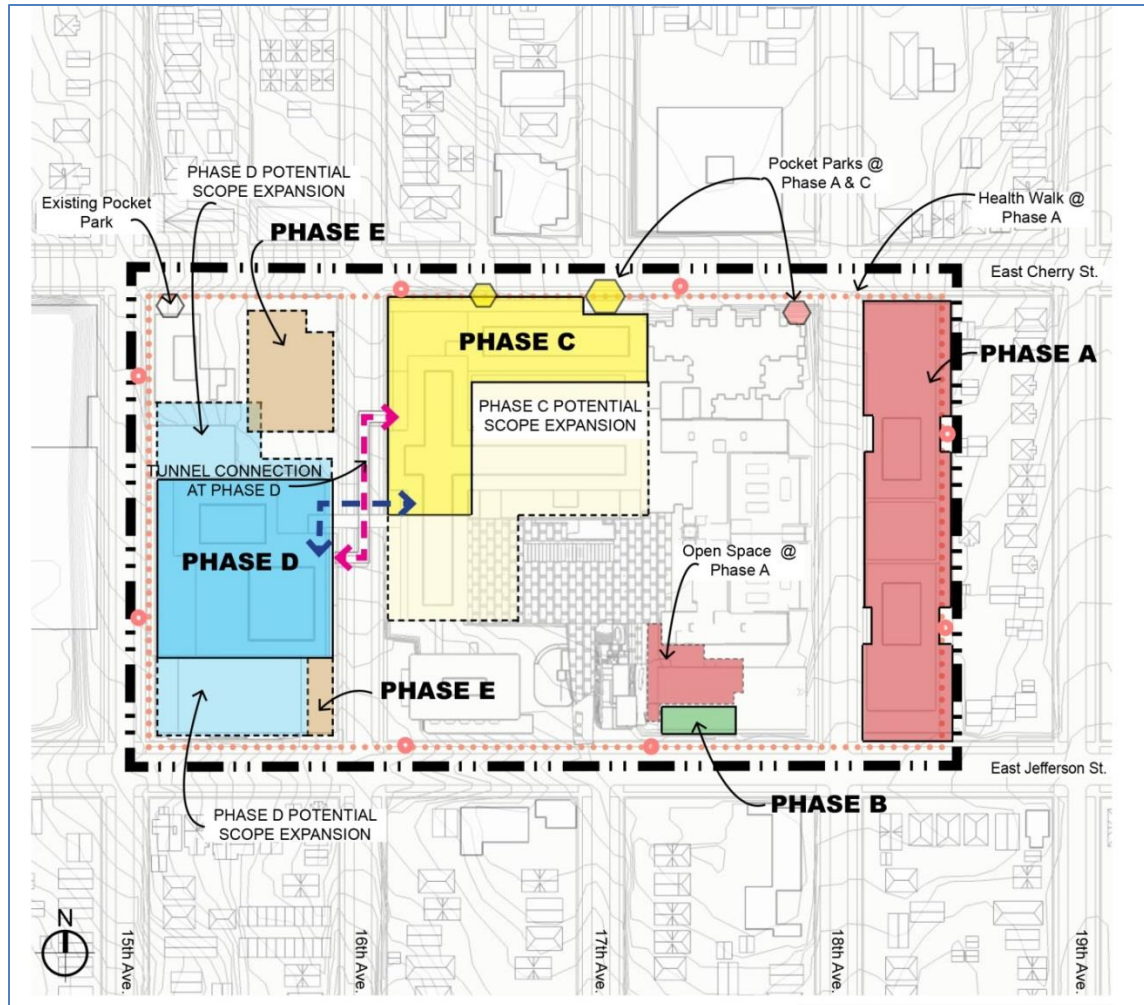 PHASE D POTENTIAL
SCOPE EXPANSION
Existing Pocket
Park
PHASE E
Pocket Parks @
Phase A & C
Health Walk @
Phase A
East Cherry St.
PHASE C
PHASE A
PHASE C POTENTIAL
SCOPE EXPANSION
TUNNEL CONNECTION
AT PHASE D
PHASE D
Open Space @
Phase A
PHASE E
PHASE B
East Jefferson St.
PHASE D POTENTIAL
SCOPE EXPANSION
N
15th Ave.
16th Ave.
17th Ave.
18th Ave.
19th Ave.